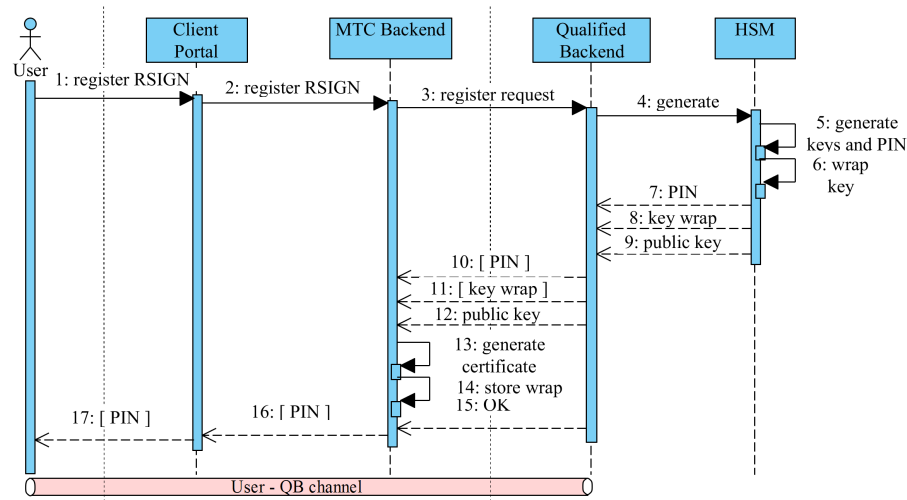 Client
Portal
MTC Backend
Qualified
Backend
HSM
User
1: register RSIGN
2: register RSIGN
3: register request
4: generate
5: generate
keys and PIN
6: wrap
key
7: PIN
8: key wrap
9: public key
10: [ PIN ]
11: [ key wrap ]
12: public key
13: generate
certificate
14: store wrap
15: OK
16: [ PIN ]
17: [ PIN ]
User - QB channel